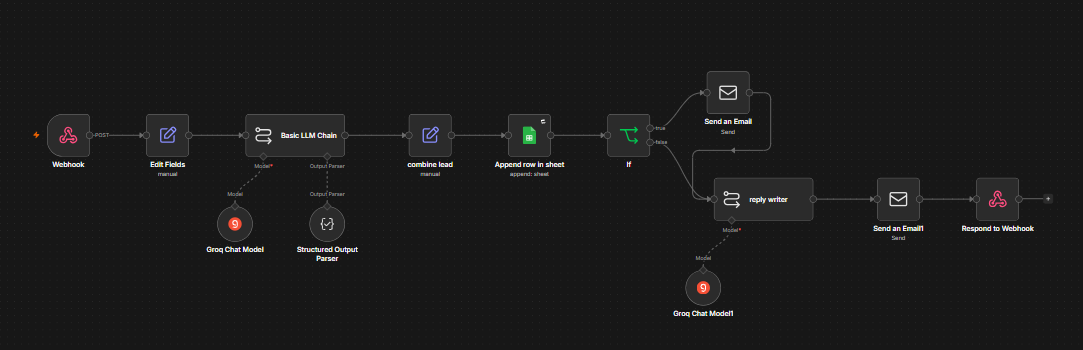 Send an Email
Send
POST
Basic LLM Chain
true
false
Webhook
Edit Fields
manual
Model*
Output Parser
combine lead
manual
Append row in sheet
append: sheet
If
Model
Output Parser
reply writer
Groq Chat Model
Structured Output
Parser
Model*
Send an Email1
Send
Respond to Webhook
Model
Groq Chat Model1